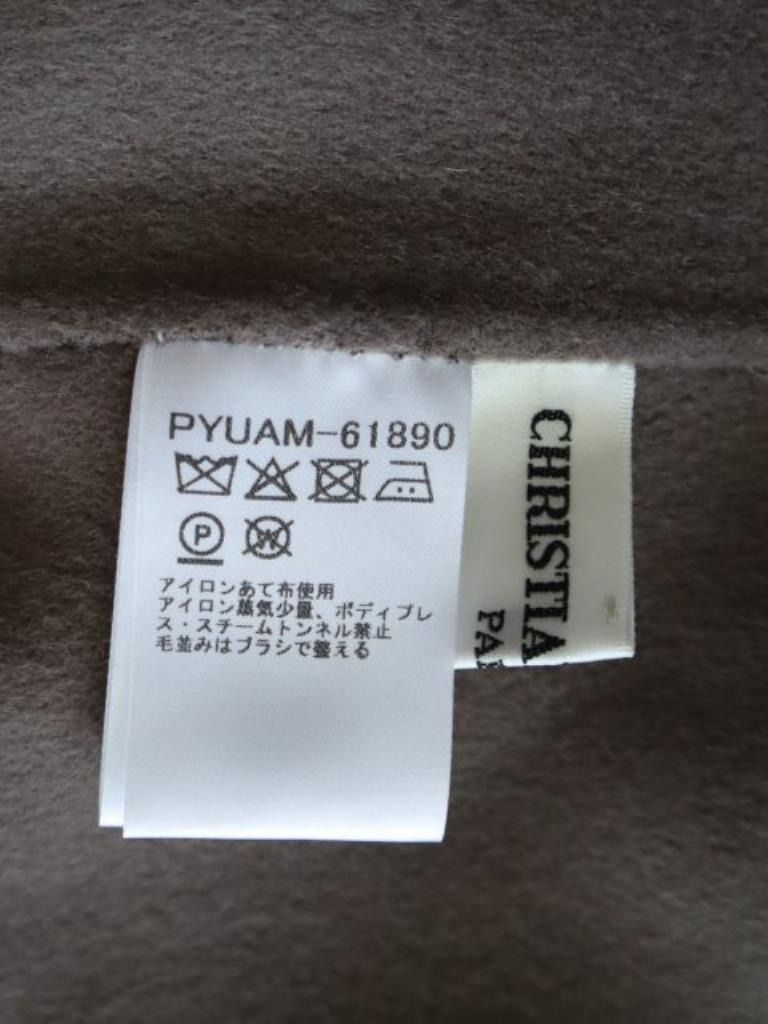 PYUAM-61890
P
W
アイロンあて布使用
アイロン蒸気少量、ボディプレ
ス・スチームトンネル禁止
毛並みはブラシで整える
CHRISTIA
PA